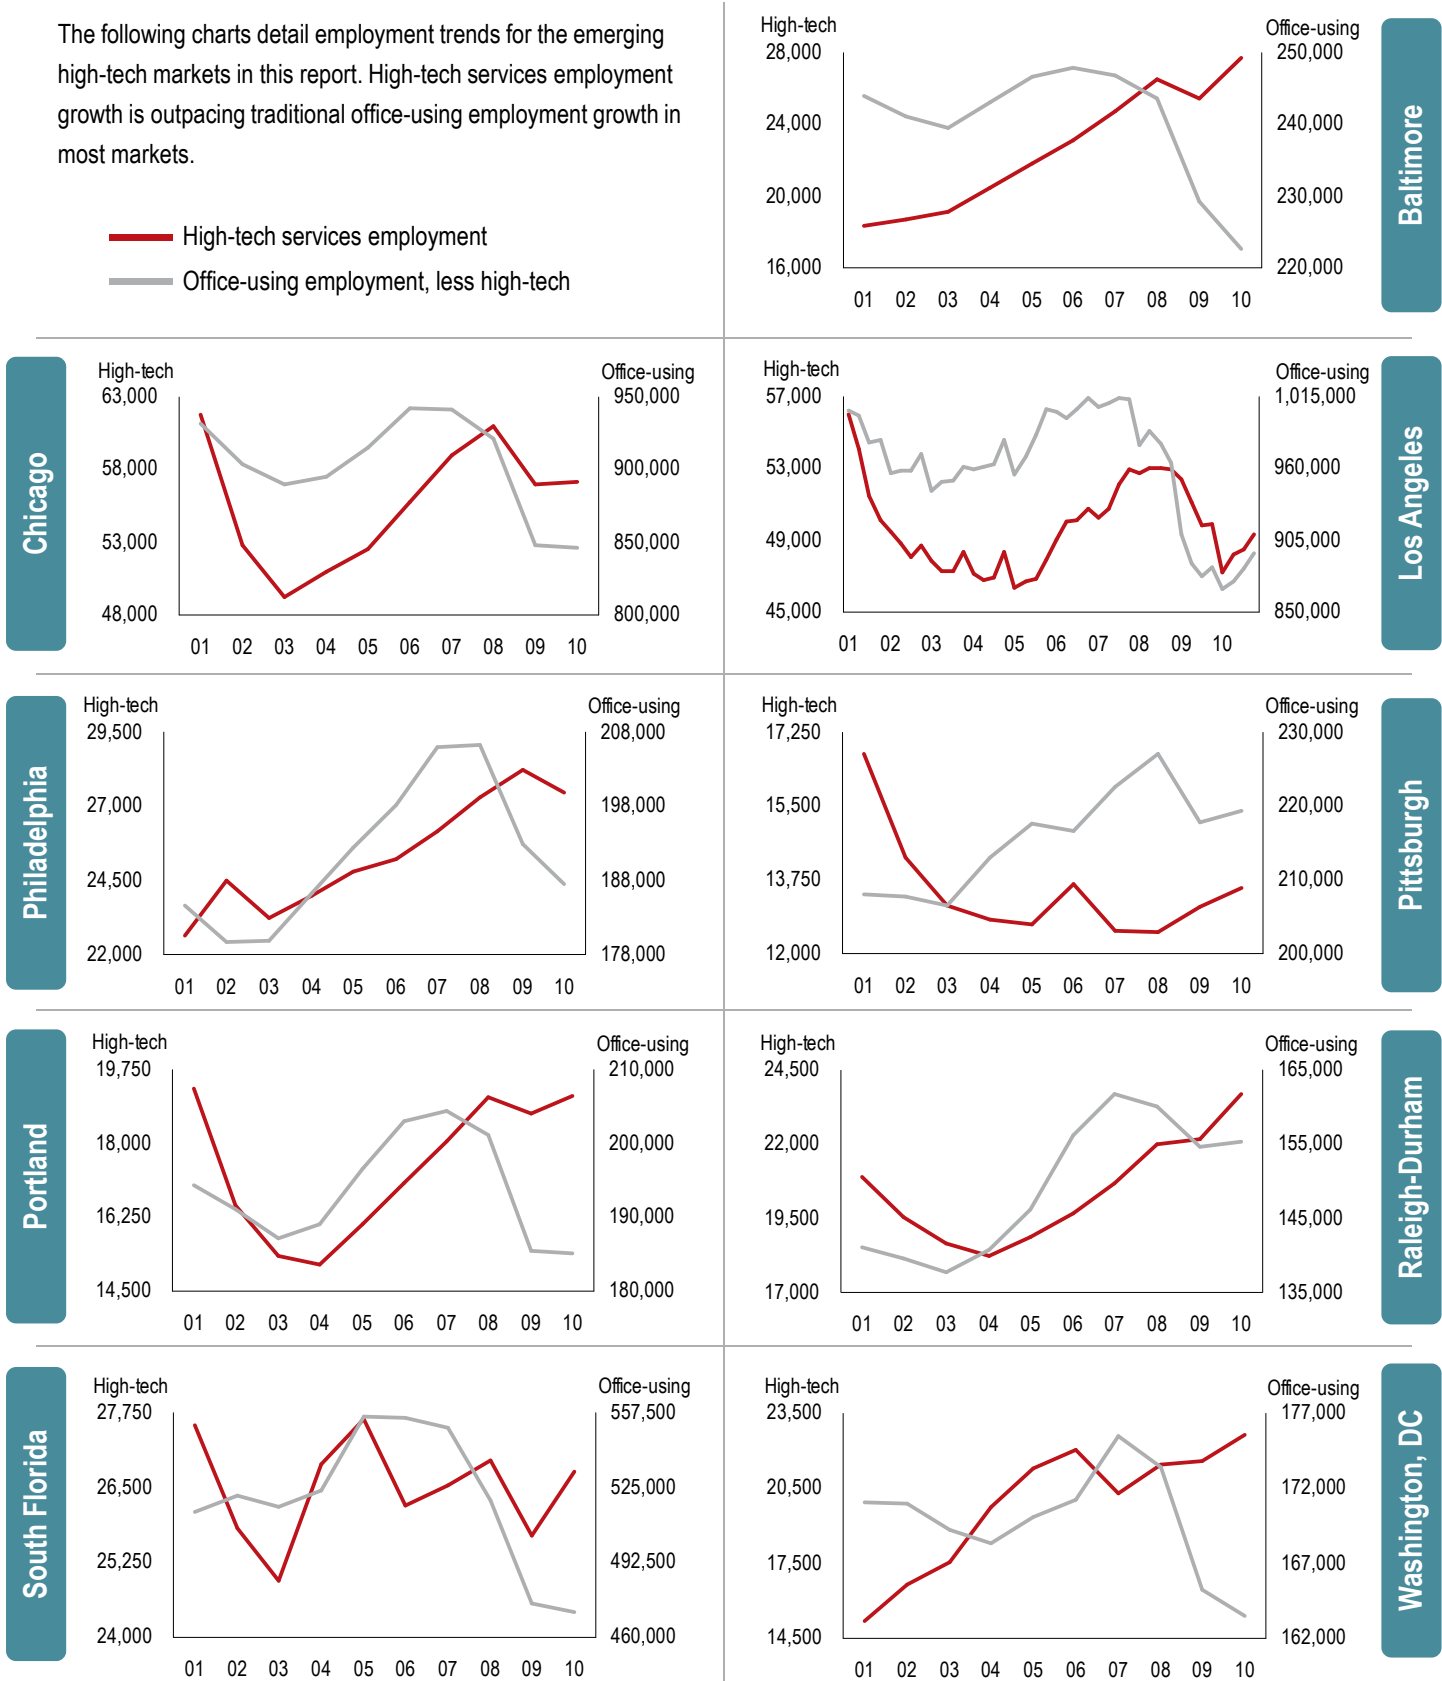 The following charts detail employment trends for the emerging
high-tech markets in this report. High-tech services employment
growth is outpacing traditional office-using employment growth in
most markets.
High-tech services employment
Office-using employment, less high-tech
Baltimore
High-tech Office-using
28,000 250,000
24,000 240,000
20,000 230,000
16,000 220,000
01 02 03 04 05 06 07 08 09 10
Chicago
High-tech Office-using
63,000 950,000
58,000 900,000
53,000 850,000
48,000 800,000
01 02 03 04 05 06 07 08 09 10
Los Angeles
High-tech Office-using
57,000 1,015,000
53,000 960,000
49,000 905,000
45,000 850,000
01 02 03 04 05 06 07 08 09 10
Philadelphia
High-tech Office-using
29,500 208,000
27,000 198,000
24,500 188,000
22,000 178,000
01 02 03 04 05 06 07 08 09 10
Pittsburgh
High-tech Office-using
17,250 230,000
15,500 220,000
13,750 210,000
12,000 200,000
01 02 03 04 05 06 07 08 09 10
Portland
High-tech Office-using
19,750 210,000
18,000 200,000
16,250 190,000
14,500 180,000
01 02 03 04 05 06 07 08 09 10
Raleigh-Durham
High-tech Office-using
24,500 165,000
22,000 155,000
19,500 145,000
17,000 135,000
01 02 03 04 05 06 07 08 09 10
South Florida
High-tech Office-using
27,750 557,500
26,500 525,000
25,250 492,500
24,000 460,000
01 02 03 04 05 06 07 08 09 10
Washington, DC
High-tech Office-using
23,500 177,000
20,500 172,000
17,500 167,000
14,500 162,000
01 02 03 04 05 06 07 08 09 10